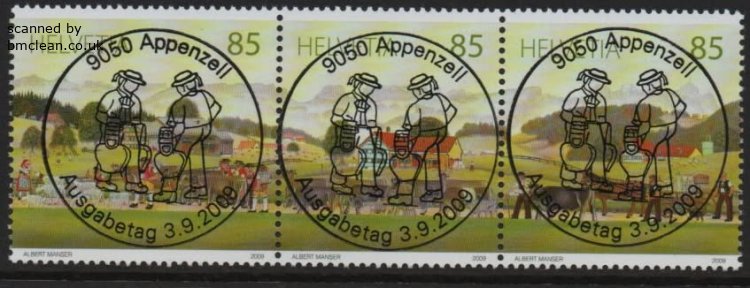 scanned by
bmclean.co.uk
HELVETIA 85
9050 Appenzell
Ausgabetag 3.9.2009
ALBERT MANSER 2009
HELVETIA 85
9050 Appenzell
Ausgabetag 3.9.2009
ALBERT MANSER 2009
HELVETIA 85
9050 Appenzell
Ausgabetag 3.9.2009
ALBERT MANSER 2009